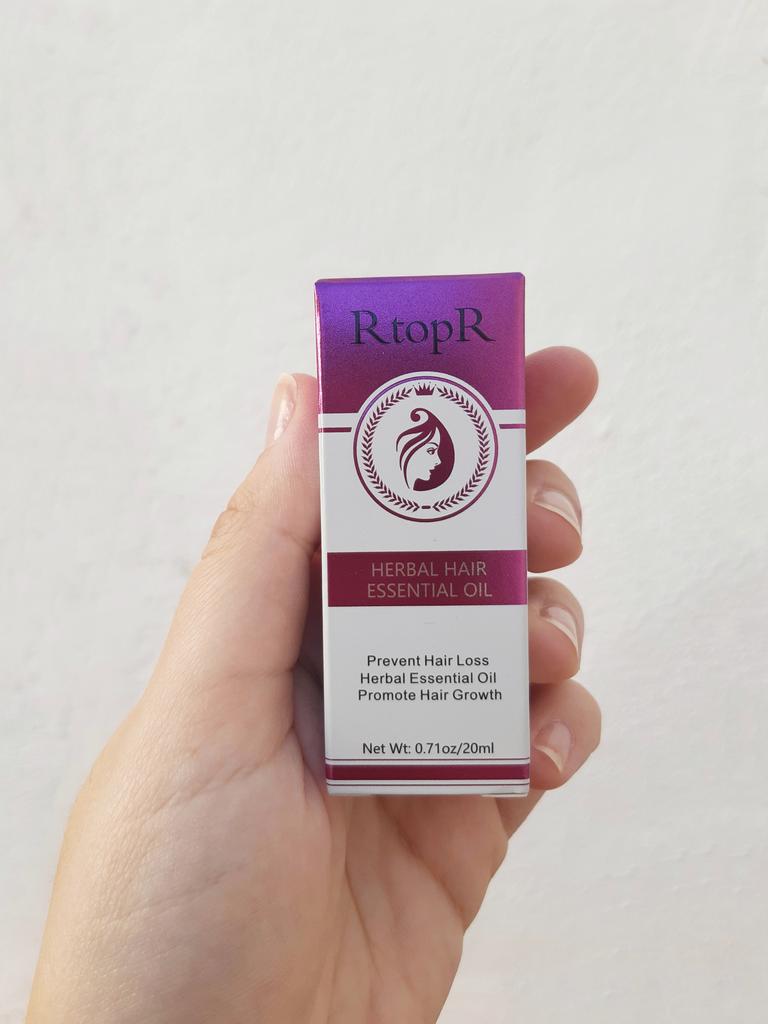 RtopR
HERBAL HAIR
ESSENTIAL OIL
Prevent Hair Loss
Herbal Essential Oil
Promote Hair Growth
Net Wt: 0.71oz/20ml